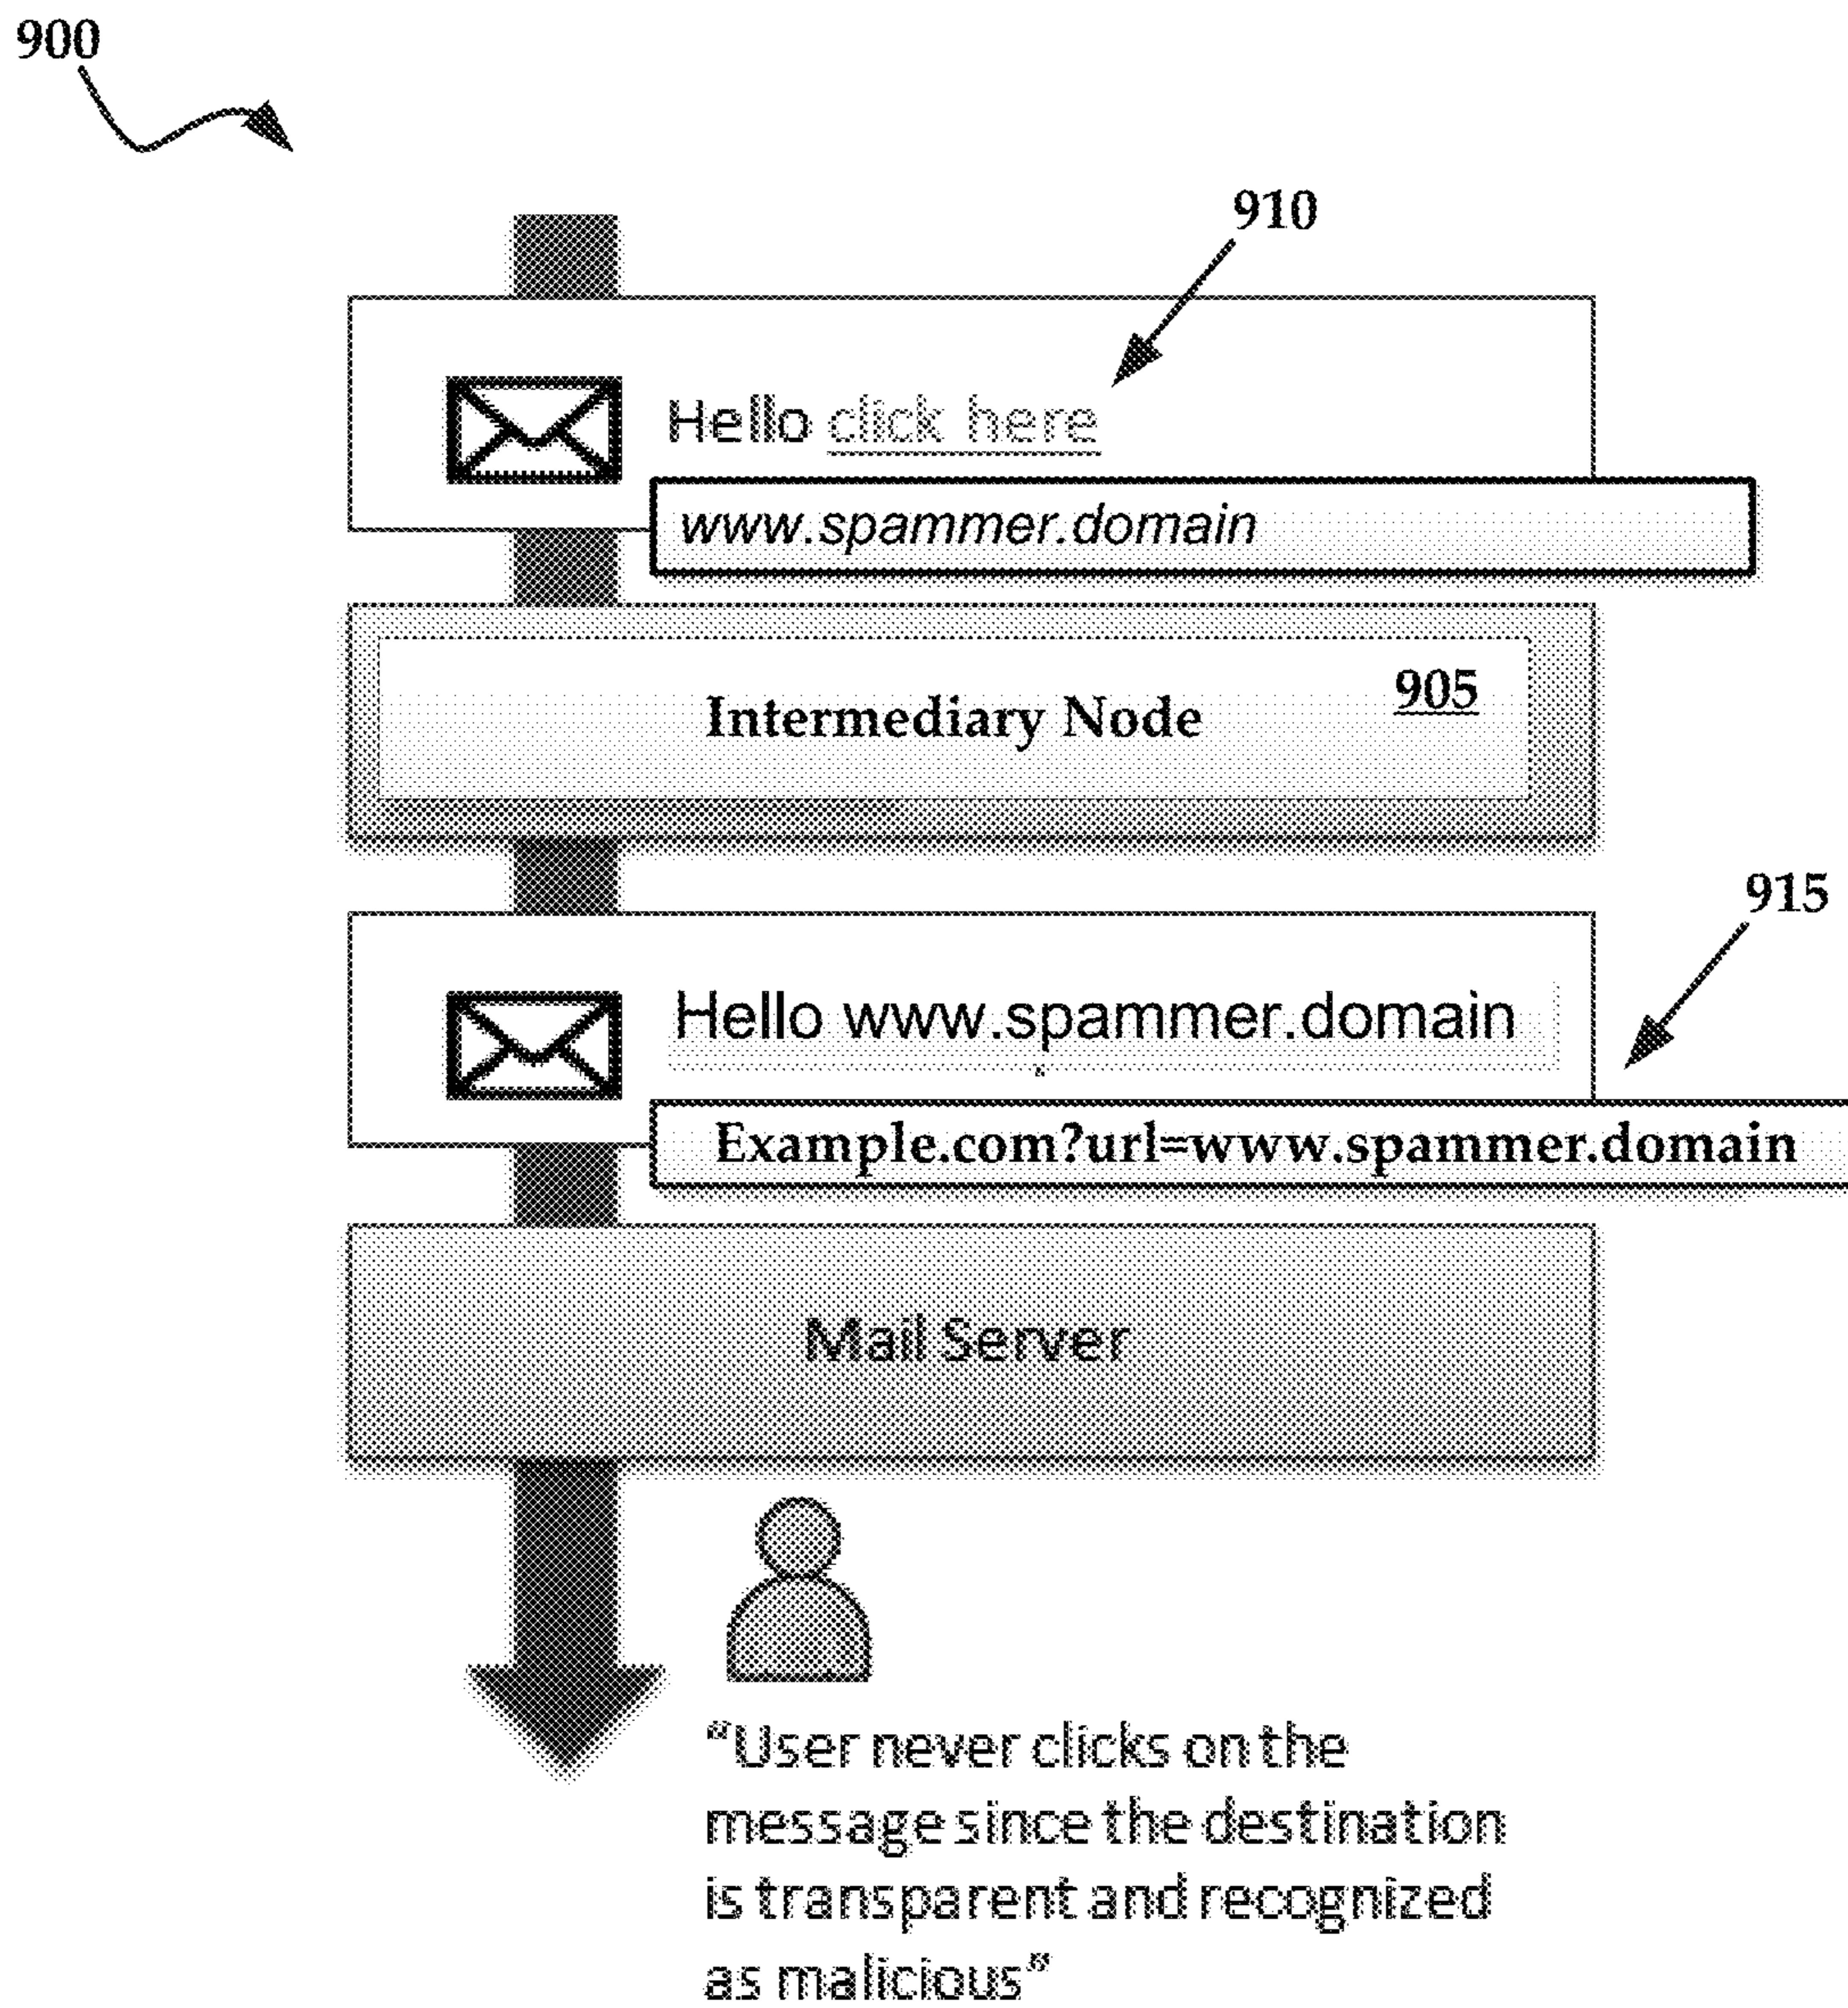 900
910
Hello click here
www.spammer.domain
905
Intermediary Node
915
Hello www.spammer.domain
Example.com?url=www.spammer.domain
Mail Server
“User never clicks on the
message since the destination
is transparent and recognized
as malicious”